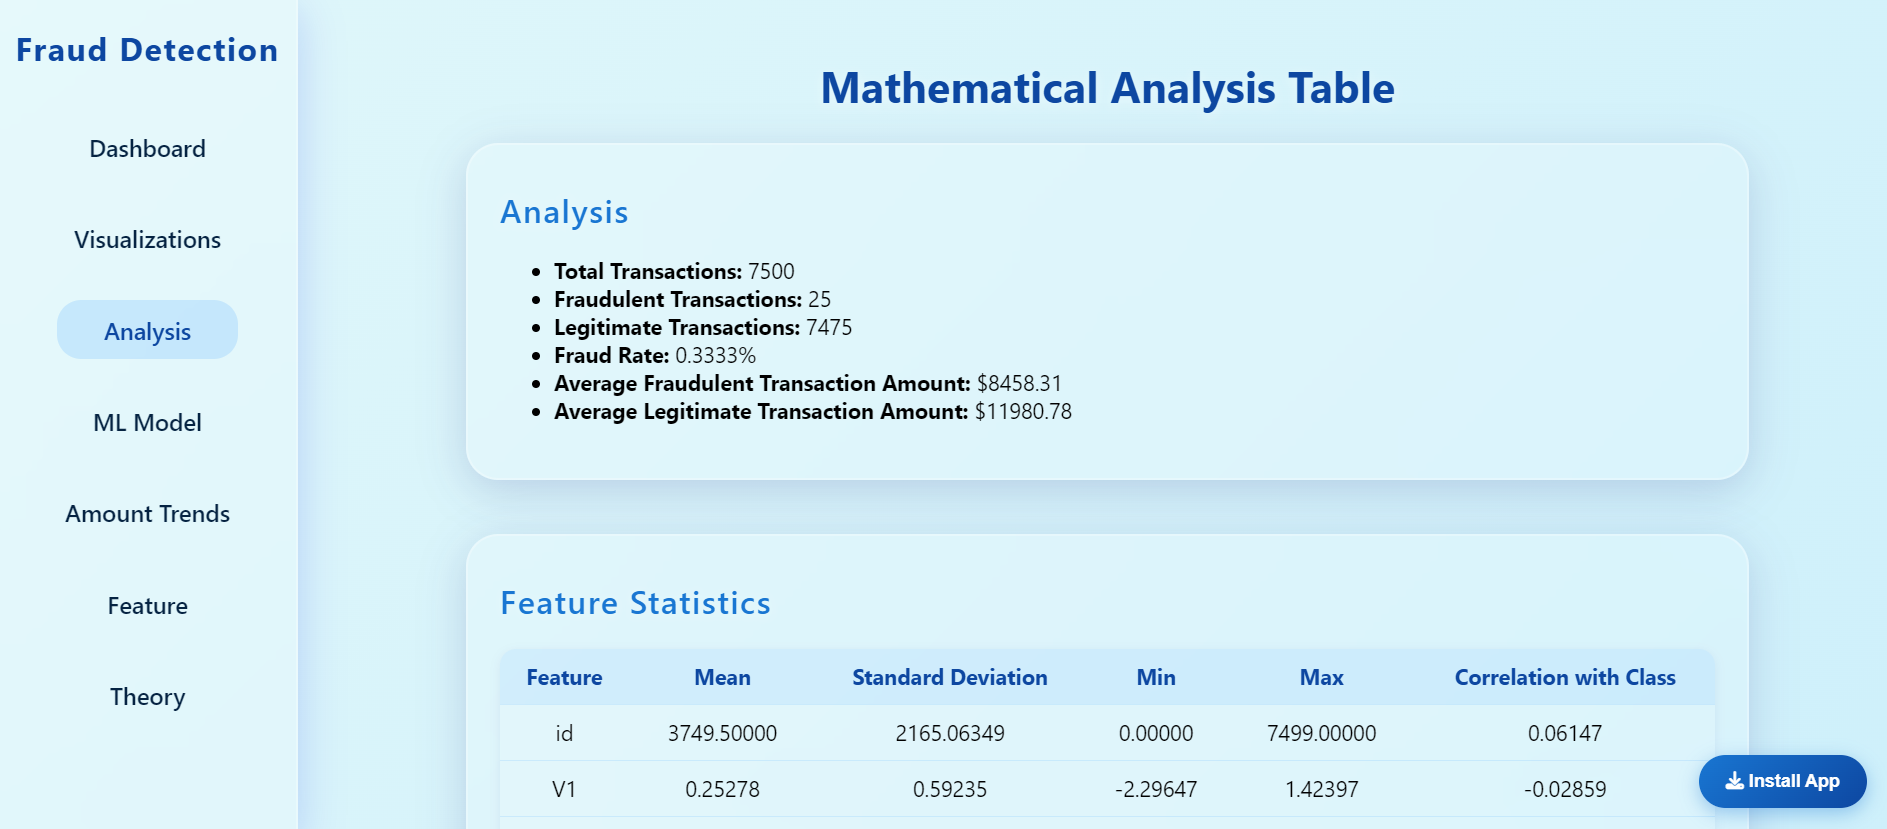 Fraud Detection
Dashboard
Visualizations
Analysis
ML Model
Amount Trends
Feature
Theory
Mathematical Analysis Table
Analysis
Total Transactions: 7500
Fraudulent Transactions: 25
Legitimate Transactions: 7475
Fraud Rate: 0.3333%
Average Fraudulent Transaction Amount: $8458.31
Average Legitimate Transaction Amount: $11980.78
Feature Statistics
Feature Mean Standard Deviation Min Max Correlation with Class
id 3749.50000 2165.06349 0.00000 7499.00000 0.06147
V1 0.25278 0.59235 -2.29647 1.42397 -0.02859
Install App